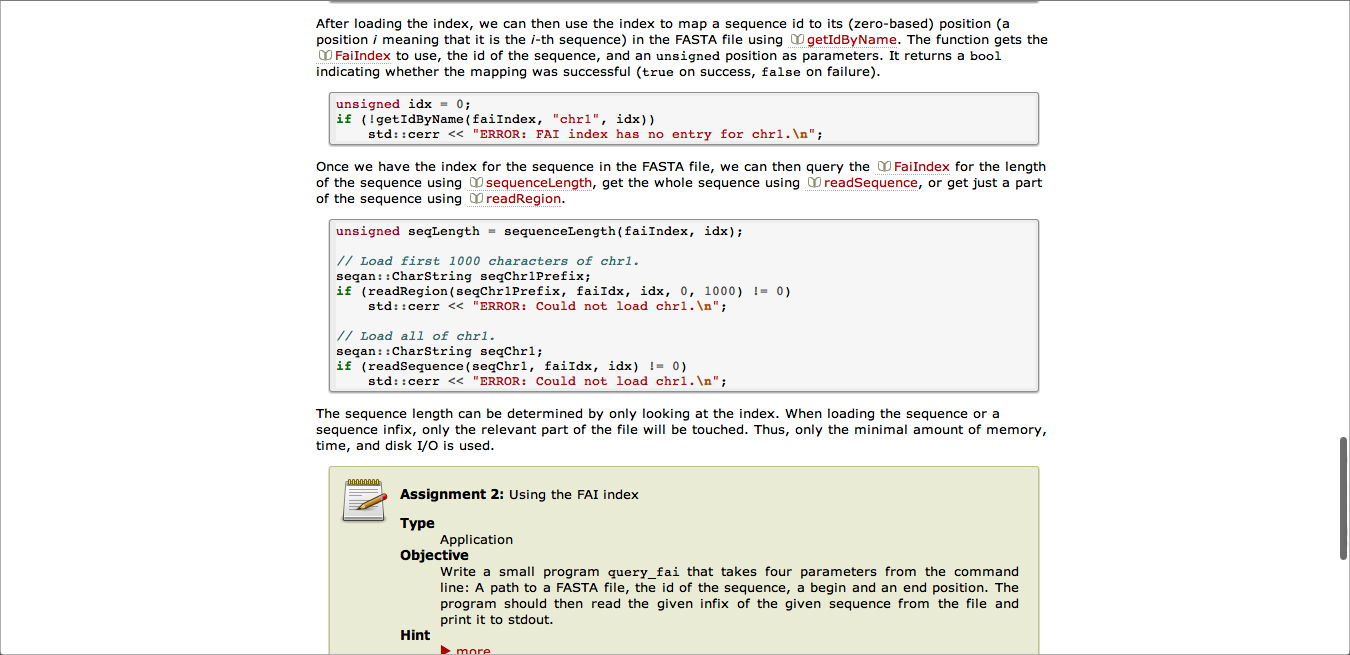 After loading the index, we can then use the index to map a sequence id to its (zero-based) position (a
position i meaning that it is the i-th sequence) in the FASTA file using getIdByName. The function gets the
FaiIndex to use, the id of the sequence, and an unsigned position as parameters. It returns a bool
indicating whether the mapping was successful (true on success, false on failure).
unsigned idx = 0;
if (!getIdByName(faiIndex, "chr1", idx))
    std::cerr << "ERROR: FAI index has no entry for chr1.\n";
Once we have the index for the sequence in the FASTA file, we can then query the FaiIndex for the length
of the sequence using sequenceLength, get the whole sequence using readSequence, or get just a part
of the sequence using readRegion.
unsigned seqLength = sequenceLength(faiIndex, idx);
// Load first 1000 characters of chr1.
seqan::CharString seqChr1Prefix;
if (readRegion(seqChr1Prefix, faiIdx, idx, 0, 1000) != 0)
    std::cerr << "ERROR: Could not load chr1.\n";
// Load all of chr1.
seqan::CharString seqChr1;
if (readSequence(seqChr1, faiIdx, idx) != 0)
    std::cerr << "ERROR: Could not load chr1.\n";
The sequence length can be determined by only looking at the index. When loading the sequence or a
sequence infix, only the relevant part of the file will be touched. Thus, only the minimal amount of memory,
time, and disk I/O is used.
Assignment 2: Using the FAI index
Type
Application
Objective
Write a small program query_fai that takes four parameters from the command
line: A path to a FASTA file, the id of the sequence, a begin and an end position. The
program should then read the given infix of the given sequence from the file and
print it to stdout.
Hint
more